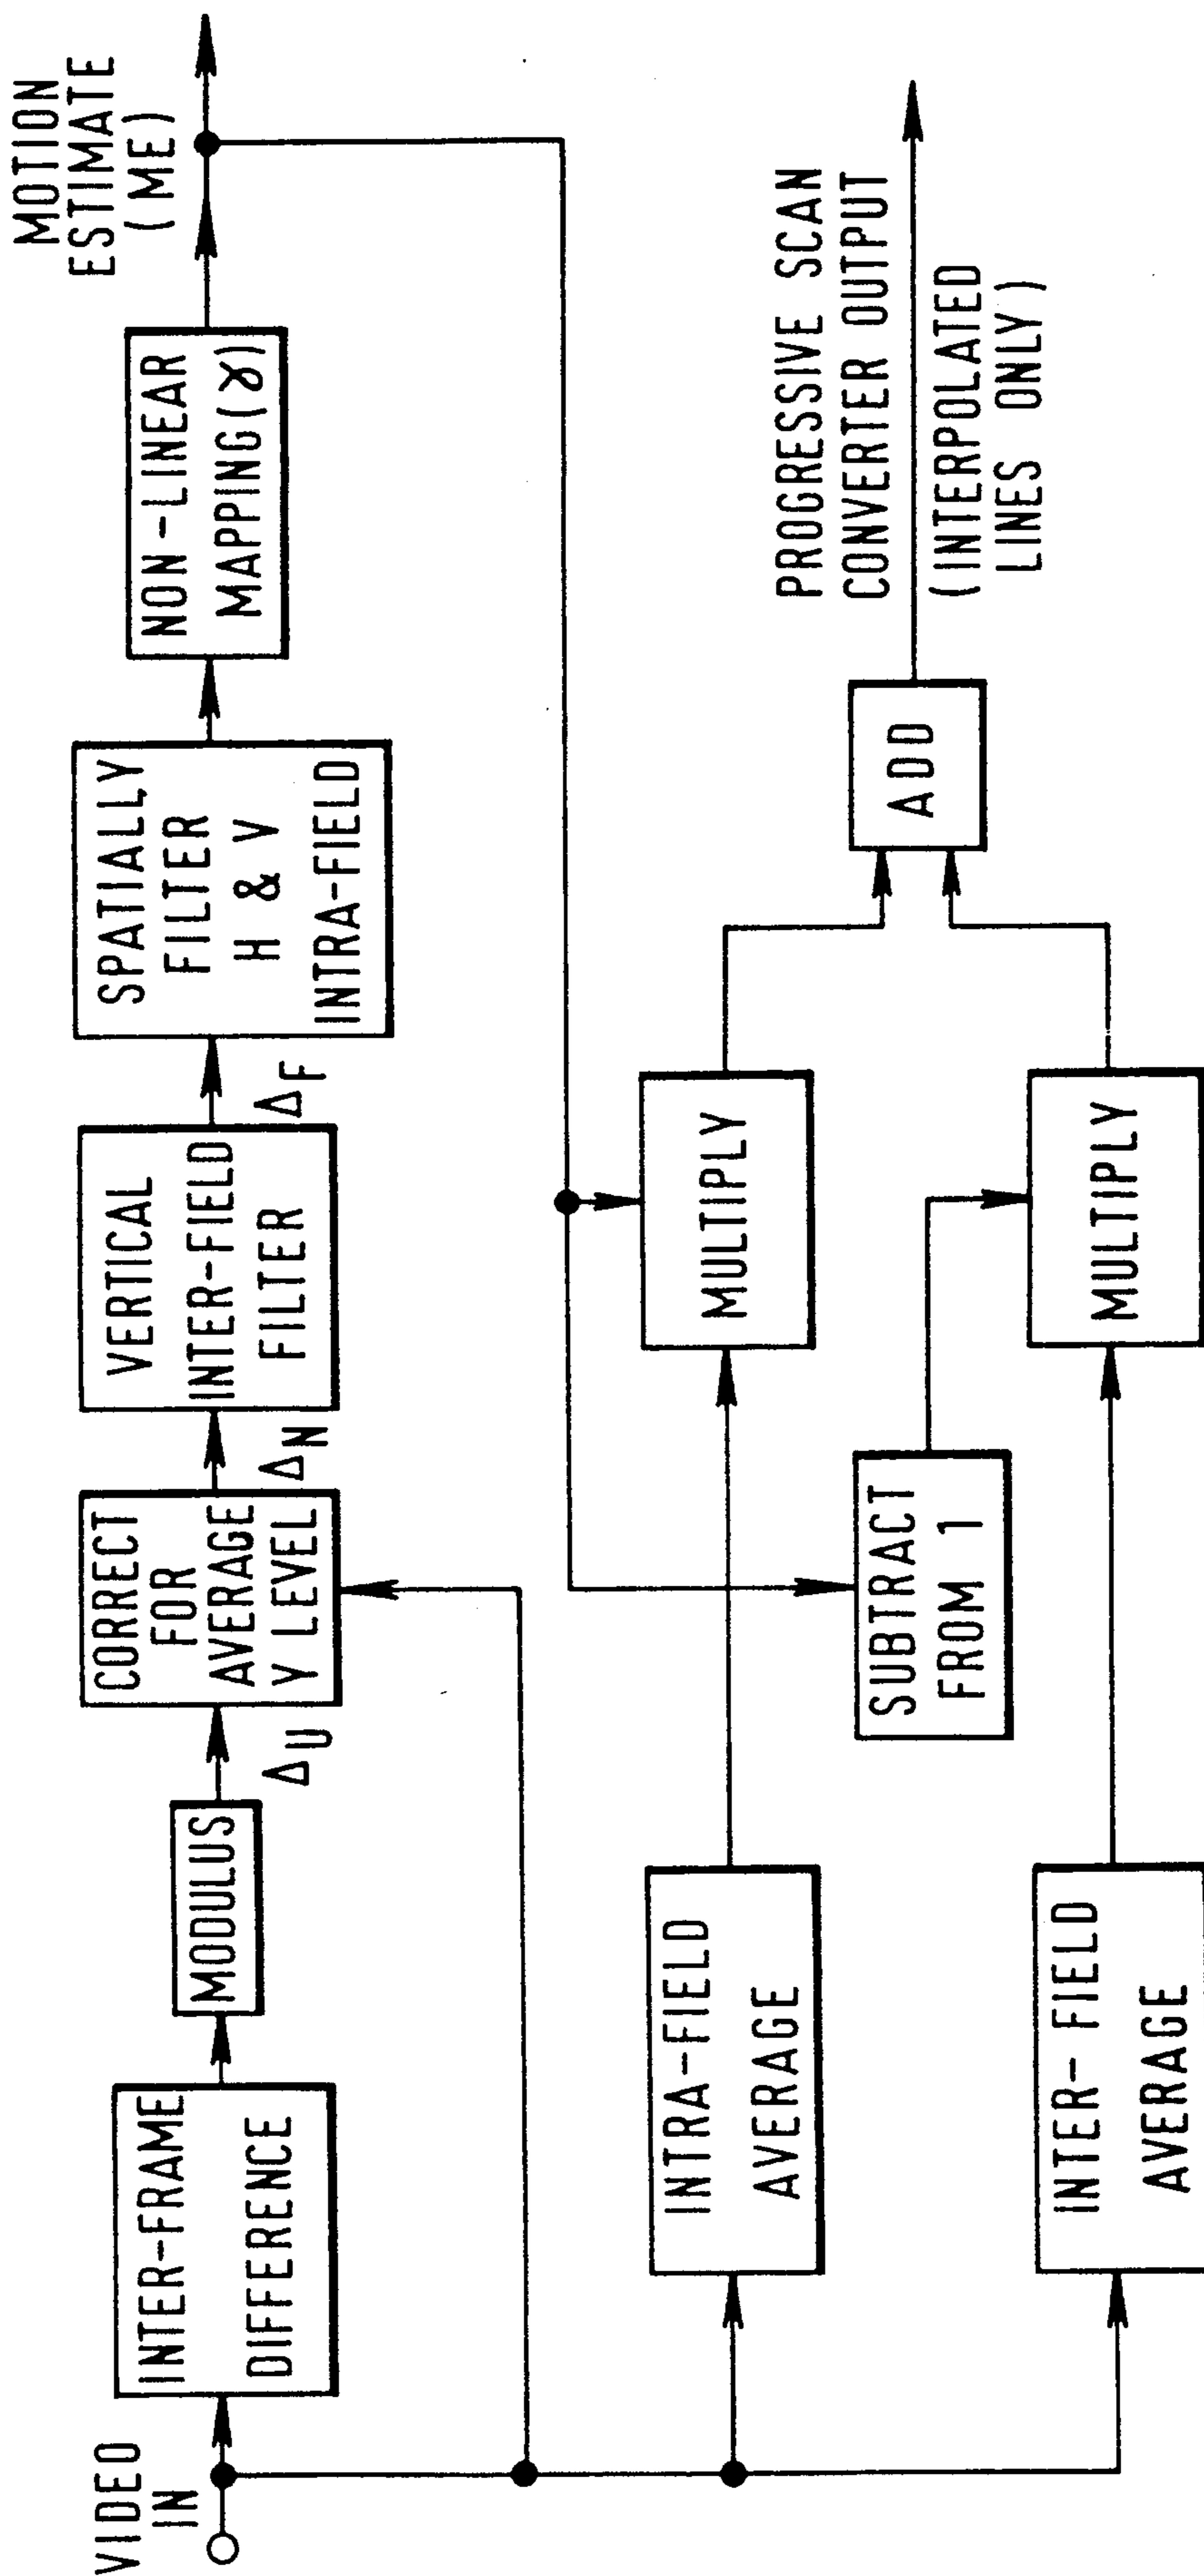 VIDEO
IN
INTER-FRAME
DIFFERENCE
MODULUS
ΔU
CORRECT
FOR
AVERAGE
Y LEVEL
ΔN
VERTICAL
INTER-FIELD
FILTER
ΔF
SPATIALLY
FILTER
H & V
INTRA-FIELD
NON-LINEAR
MAPPING(γ)
MOTION
ESTIMATE
(ME)
INTRA-FIELD
AVERAGE
MULTIPLY
SUBTRACT
FROM 1
INTER-FIELD
AVERAGE
MULTIPLY
ADD
PROGRESSIVE SCAN
CONVERTER OUTPUT
(INTERPOLATED
LINES ONLY)